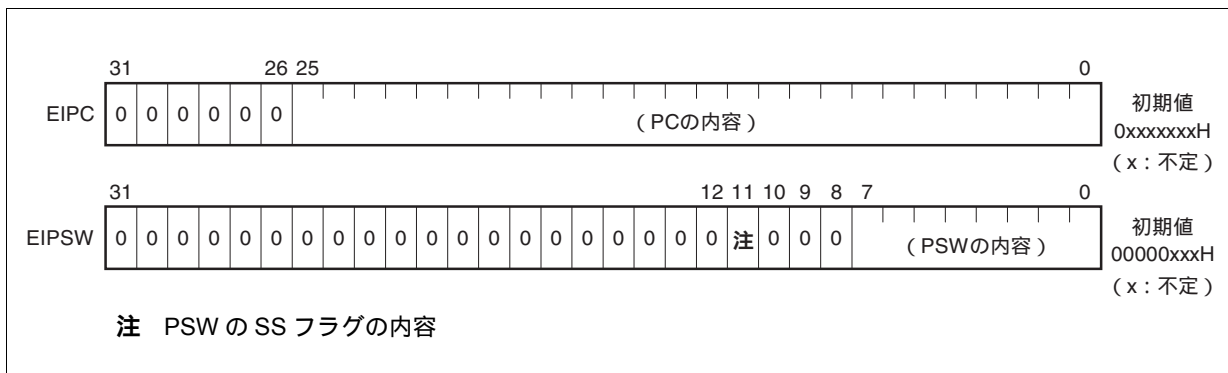 31 26 25 0
EIPC 0 0 0 0 0 0 （PCの内容） 初期値
0xxxxxxxH
（x：不定）
31 12 11 10 9 8 7 0
EIPSW 0 0 0 0 0 0 0 0 0 0 0 0 0 0 0 0 0 0 0 0 注 0 0 0 （PSWの内容） 初期値
00000xxxH
（x：不定）
注 PSW の SS フラグの内容